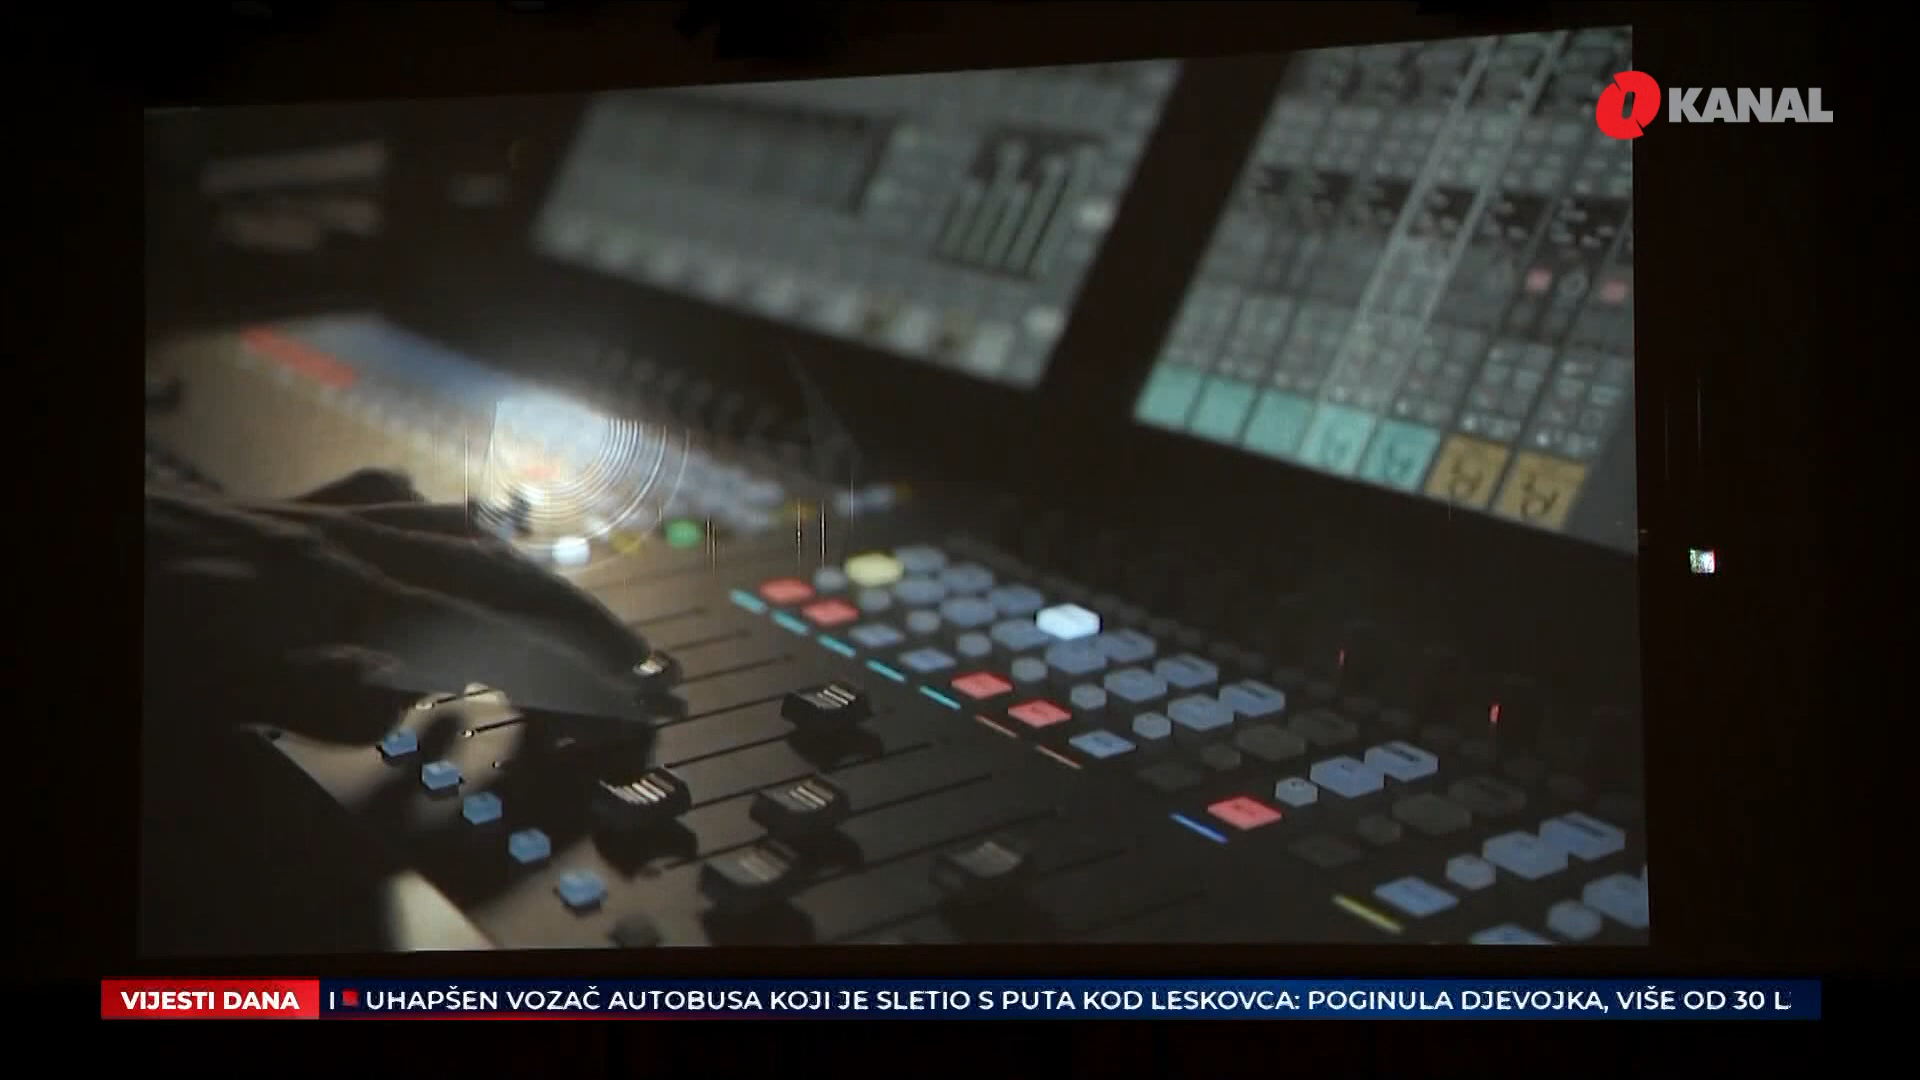 O KANAL
VIJESTI DANA
I UHAPŠEN VOZAČ AUTOBUSA KOJI JE SLETIO S PUTA KOD LESKOVCA: POGINULA DJEVOJKA, VIŠE OD 30